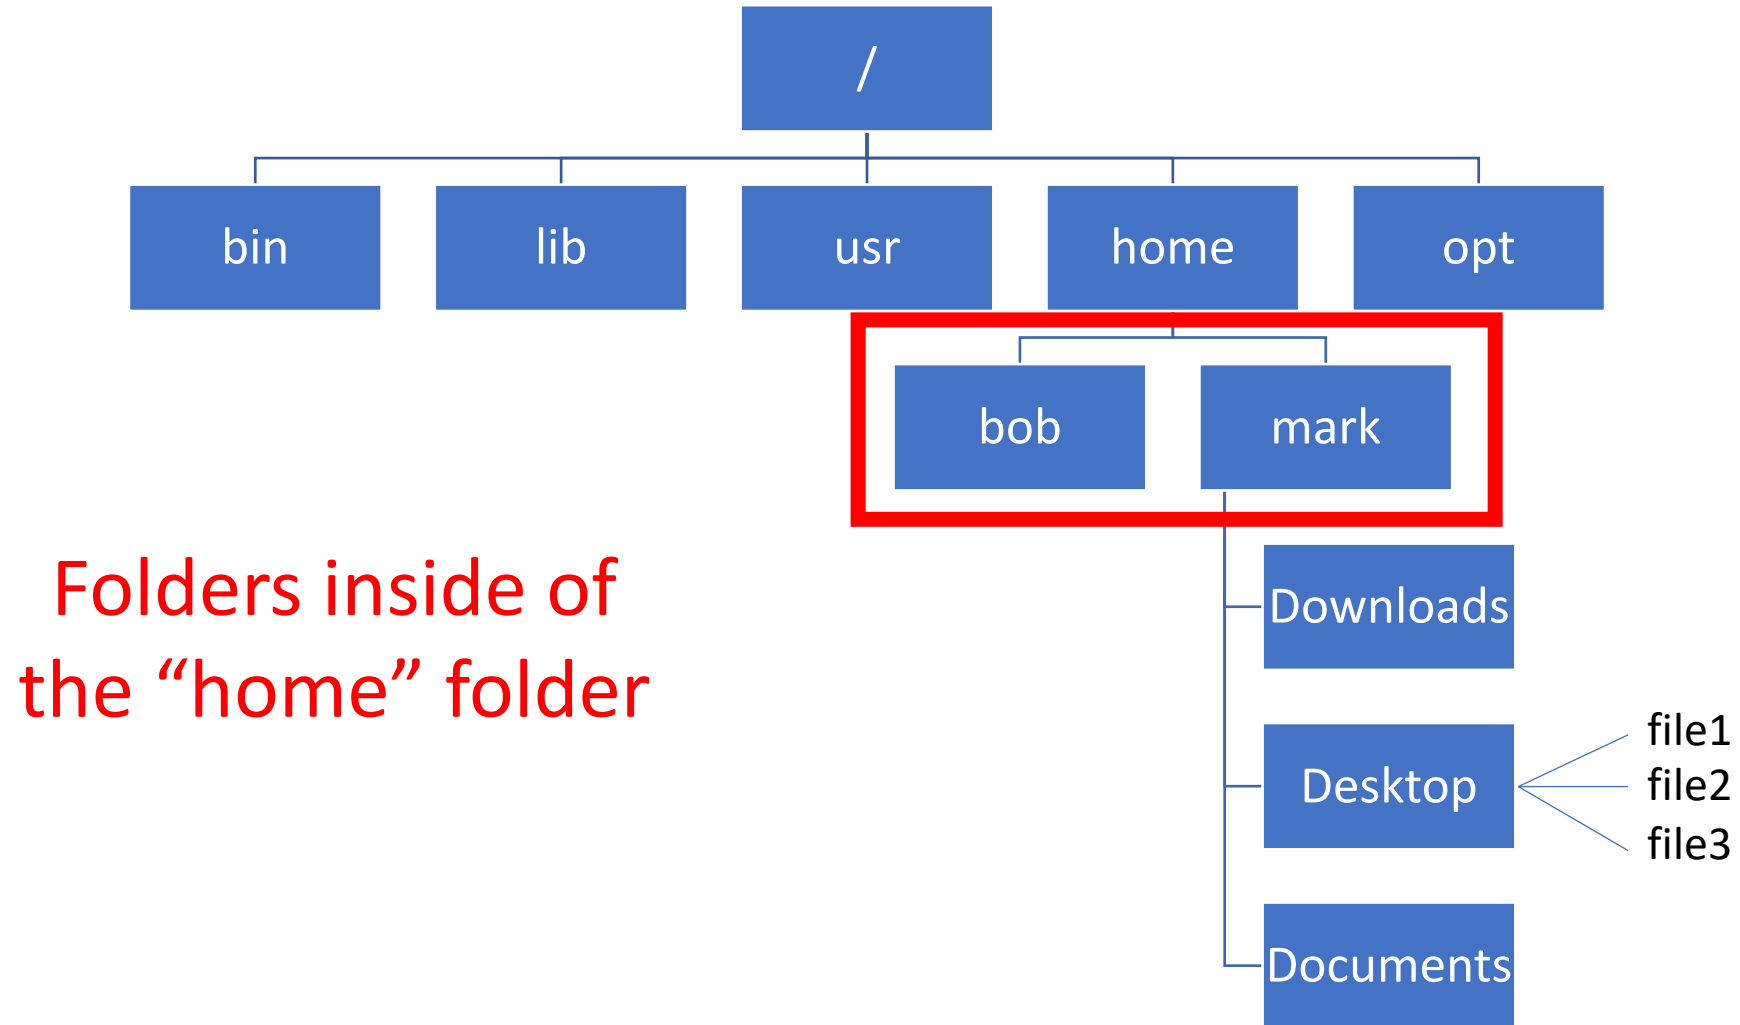 /
bin
lib
usr
home
opt
bob
mark
Folders inside of
the “home” folder
Downloads
Desktop
file1
file2
file3
Documents